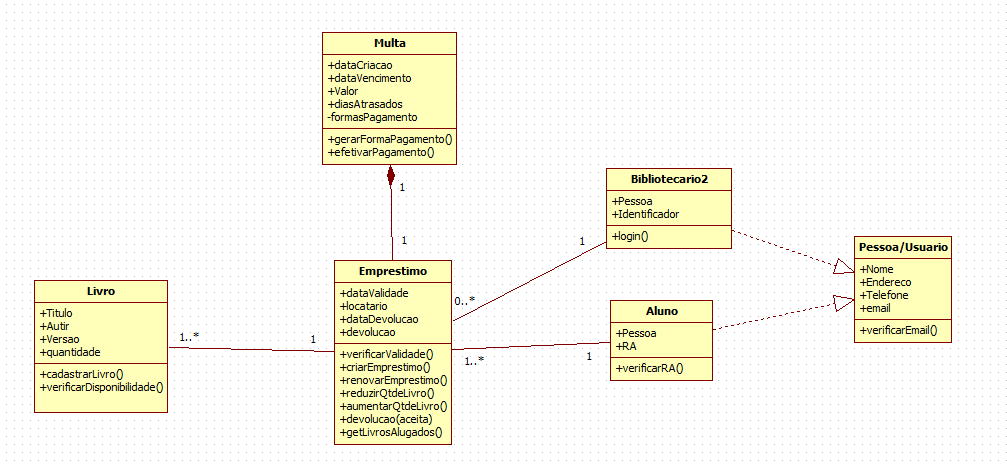 Multa
+dataCriacao
+dataVencimento
+Valor
+diasAtrasados
-formasPagamento
+gerarFormaPagamento()
+efetivarPagamento()
1
1
Bibliotecario2
+Pessoa
+Identificador
+login()
1
0..*
Pessoa/Usuario
+Nome
+Endereco
+Telefone
+email
+verificarEmail()
Emprestimo
+dataValidade
+locatario
+dataDevolucao
+devolucao
+verificarValidade()
+criarEmprestimo()
+renovarEmprestimo()
+reduzirQtdeLivro()
+aumentarQtdeLivro()
+devolucao(aceita)
+getLivrosAlugados()
Livro
+Titulo
+Autir
+Versao
+quantidade
+cadastrarLivro()
+verificarDisponibilidade()
1..*
1
Aluno
+Pessoa
+RA
+verificarRA()
1..*
1